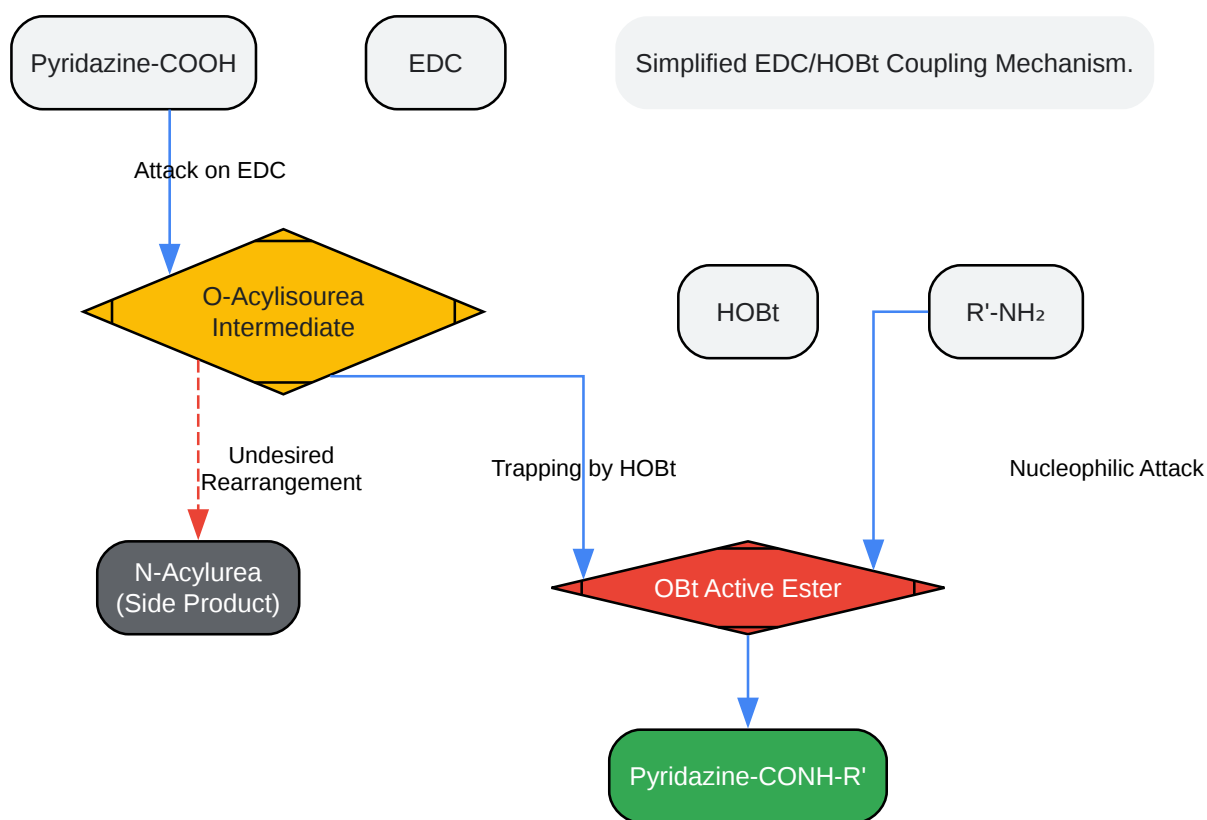 Pyridazine-COOH
EDC
Simplified EDC/HOBt Coupling Mechanism.
Attack on EDC
O-Acylisourea
Intermediate
HOBt
R'-NH₂
Undesired
Rearrangement
Trapping by HOBt
Nucleophilic Attack
N-Acylurea
(Side Product)
OBt Active Ester
Pyridazine-CONH-R'